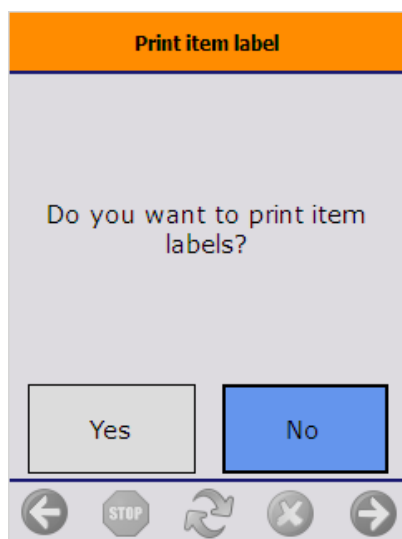 Print item label
Do you want to print item
labels?
Yes
No
STOP